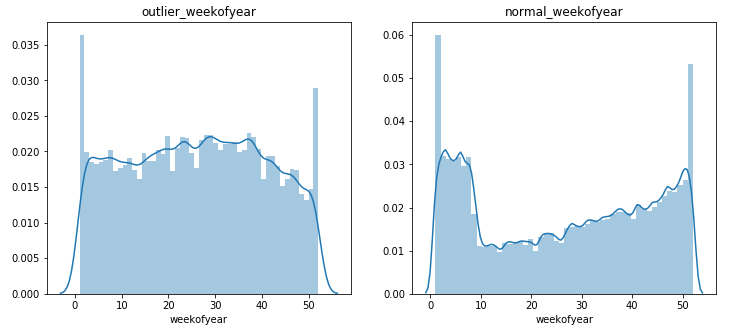 outlier_weekofyear
normal_weekofyear
0.035
0.030
0.025
0.020
0.015
0.010
0.005
0.000
0 10 20 30 40 50
weekofyear
0.06
0.05
0.04
0.03
0.02
0.01
0.00
0 10 20 30 40 50
weekofyear